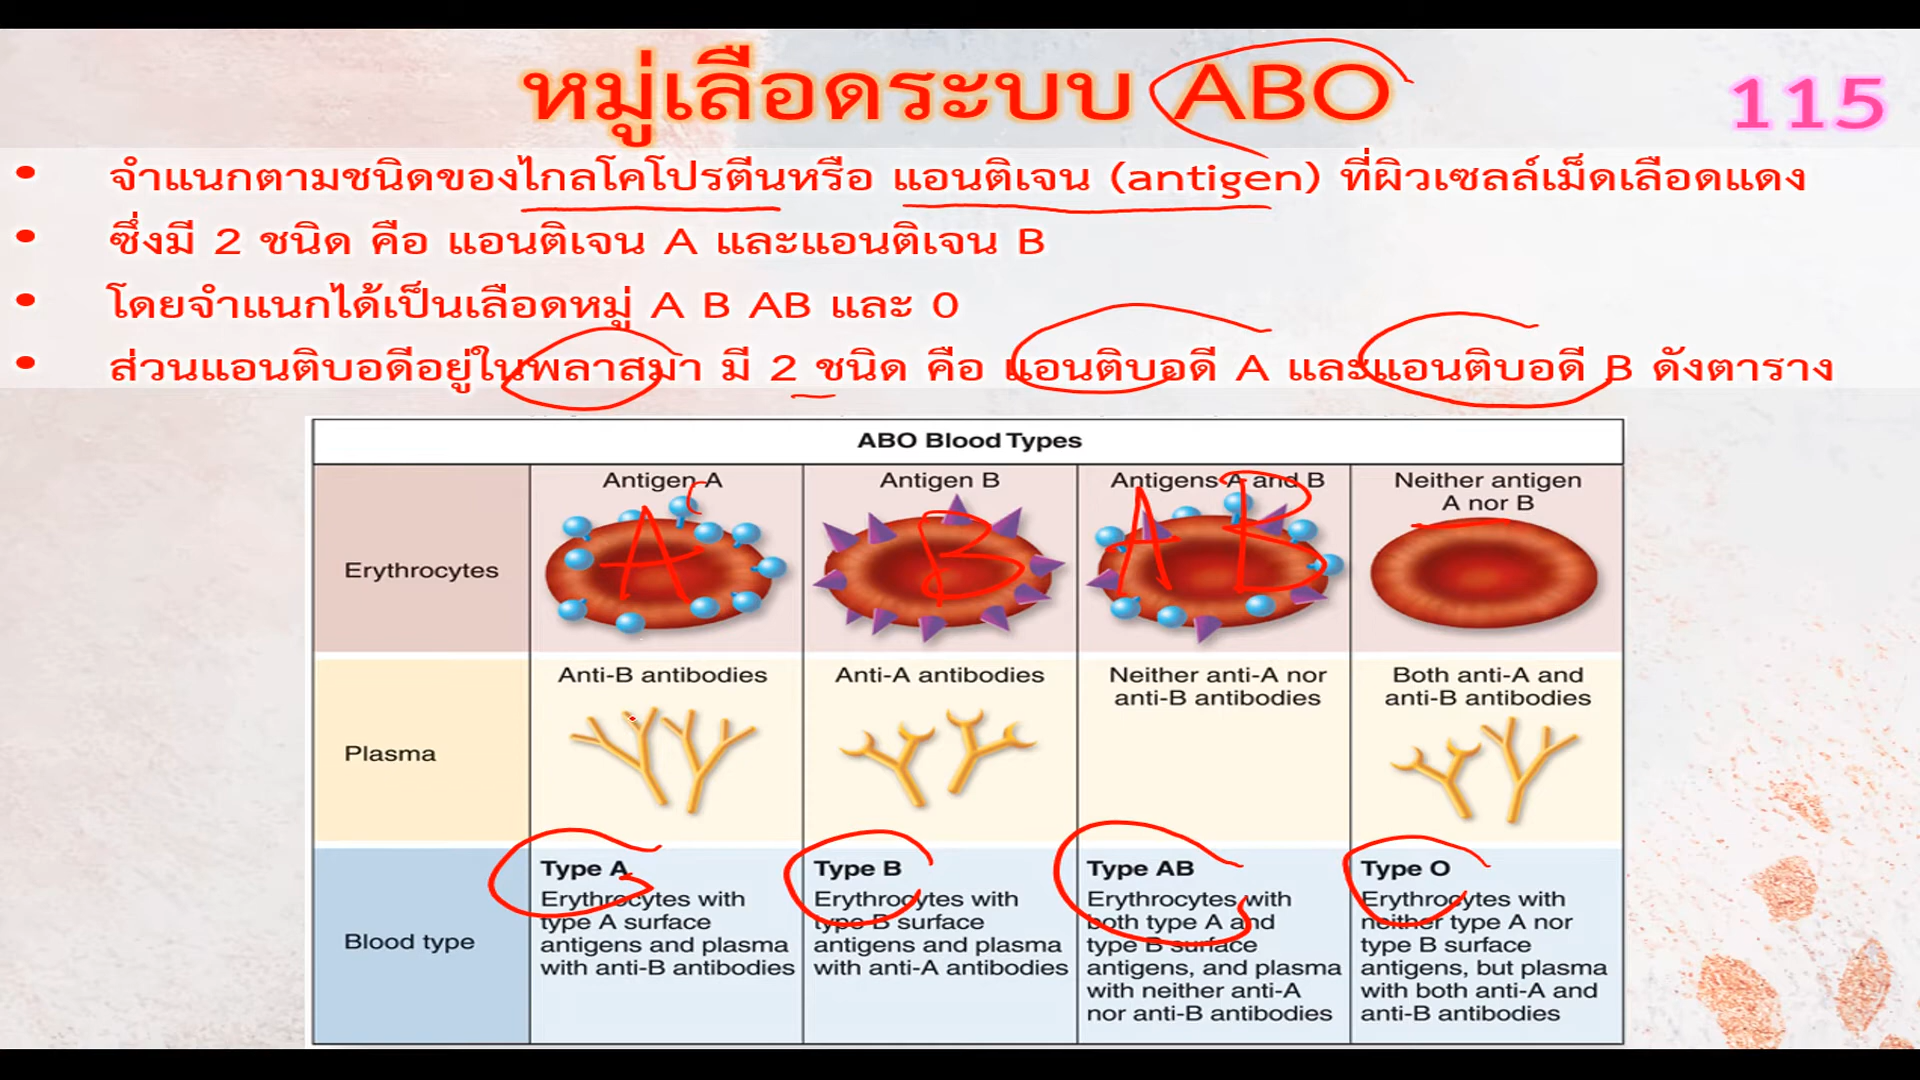 หมู่เลือดระบบ ABO
115
• จำแนกตามชนิดของไกลโคโปรตีนหรือ แอนติเจน (antigen) ที่ผิวเซลล์เม็ดเลือดแดง
• ซึ่งมี 2 ชนิด คือ แอนติเจน A และแอนติเจน B
• โดยจำแนกได้เป็นเลือดหมู่ A B AB และ 0
• ส่วนแอนติบอดีอยู่ในพลาสมา มี 2 ชนิด คือ แอนติบอดี A และแอนติบอดี B ดังตาราง
ABO Blood Types
Erythrocytes
Antigen A
A
Antigen B
B
Antigens A and B
A B
Neither antigen
A nor B
Plasma
Anti-B antibodies
Anti-A antibodies
Neither anti-A nor
anti-B antibodies
Both anti-A and
anti-B antibodies
Blood type
Type A
Erythrocytes with
type A surface
antigens and plasma
with anti-B antibodies
Type B
Erythrocytes with
type B surface
antigens and plasma
with anti-A antibodies
Type AB
Erythrocytes with
both type A and
type B surface
antigens, and plasma
with neither anti-A
nor anti-B antibodies
Type O
Erythrocytes with
neither type A nor
type B surface
antigens, but plasma
with both anti-A and
anti-B antibodies